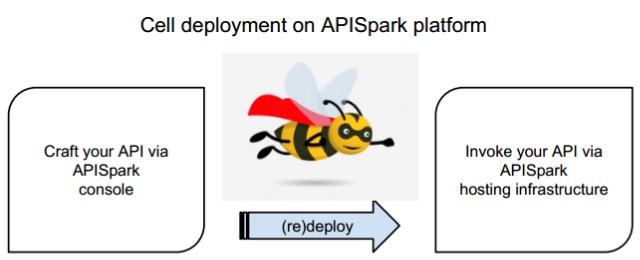 Cell deployment on APISpark platform
Craft your API via
APISpark
console
(re)deploy
Invoke your API via
APISpark
hosting infrastructure